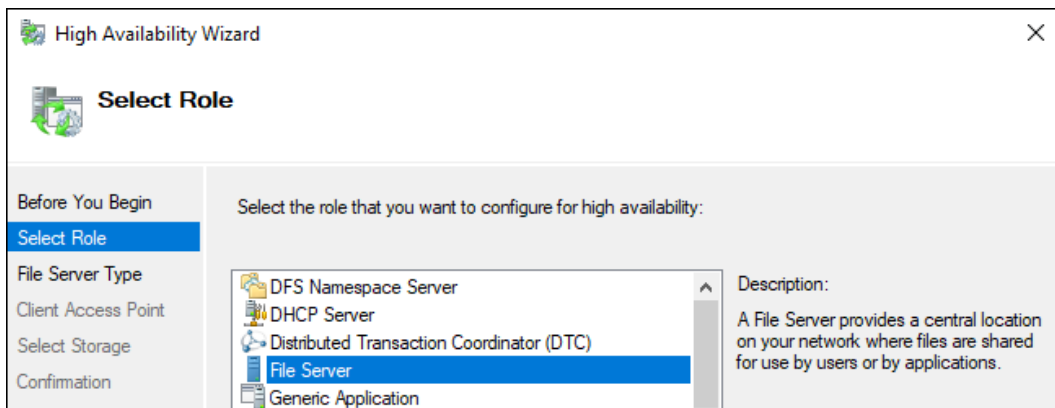 High Availability Wizard
Select Role
Before You Begin
Select Role
File Server Type
Client Access Point
Select Storage
Confirmation
Select the role that you want to configure for high availability:
DFS Namespace Server
DHCP Server
Distributed Transaction Coordinator (DTC)
File Server
Generic Application
Description:
A File Server provides a central location
on your network where files are shared
for use by users or by applications.